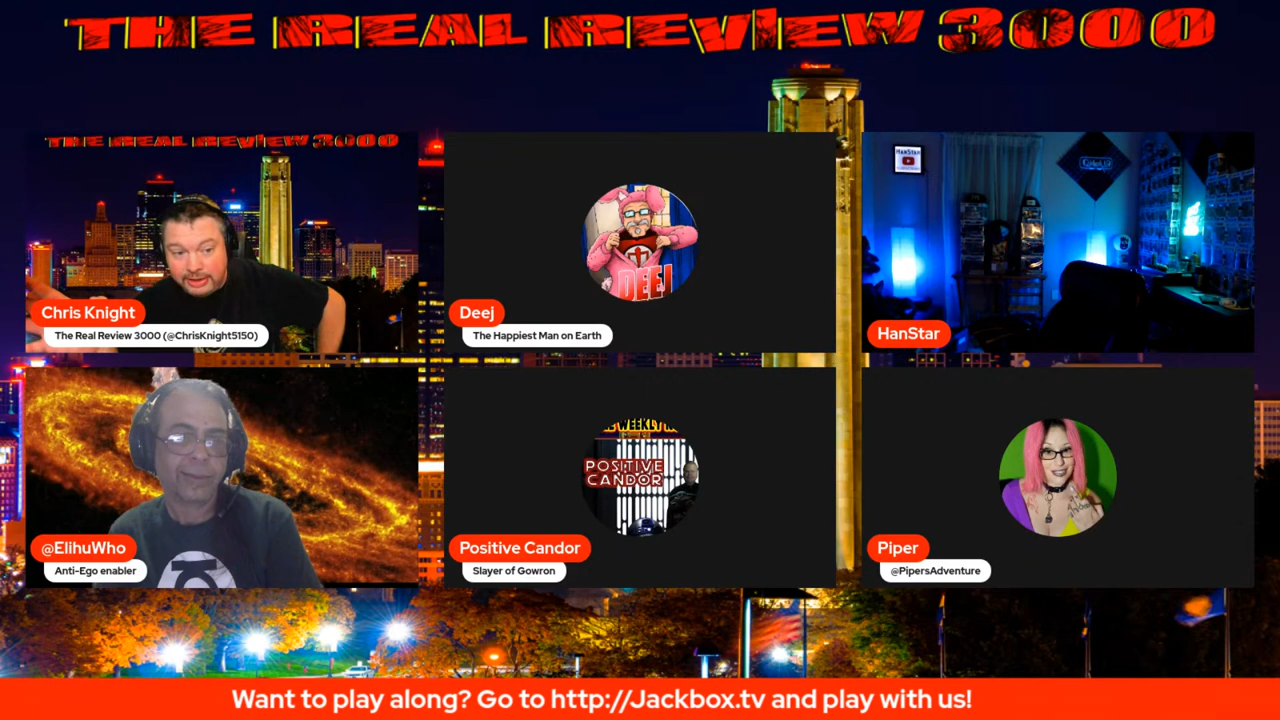 THE REAL REVIEW 3000
THE REAL REVIEW 3000
Chris Knight
The Real Review 3000 (@ChrisKnight5150)
DEEJ
Deej
The Happiest Man on Earth
HanStar
HanStar
@ElihuWho
Anti-Ego enabler
WEEKLY
POSITIVE
CANDOR
Positive Candor
Slayer of Gowron
Piper
@PipersAdventure
Want to play along? Go to http://Jackbox.tv and play with us!